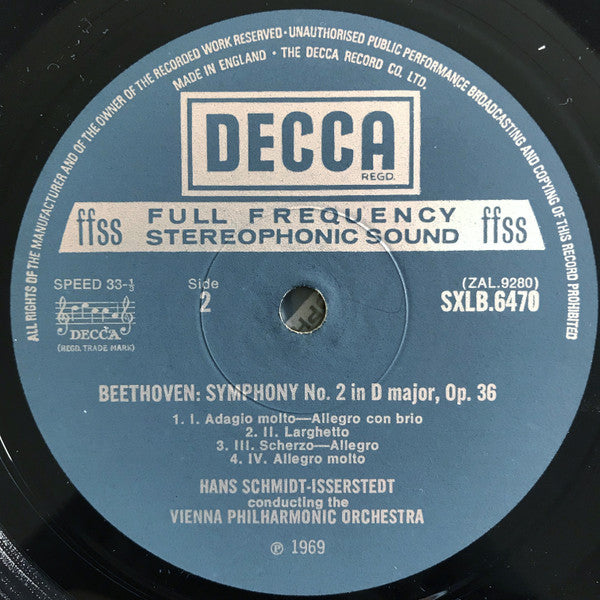 ALL RIGHTS OF THE MANUFACTURER AND OF THE OWNER OF THE RECORDED WORK RESERVED · UNAUTHORISED PUBLIC PERFORMANCE BROADCASTING AND COPYING OF THIS RECORD PROHIBITED
MADE IN ENGLAND · THE DECCA RECORD CO. LTD.
DECCA
REGD.
ffss FULL FREQUENCY ffss
STEREOPHONIC SOUND
SPEED 33-⅓ Side (ZAL.9280)
2 SXLB.6470
DECCA
(REGD. TRADE MARK)
BEETHOVEN: SYMPHONY No. 2 in D major, Op. 36
1. I. Adagio molto—Allegro con brio
2. II. Larghetto
3. III. Scherzo—Allegro
4. IV. Allegro molto
HANS SCHMIDT-ISSERSTEDT
conducting the
VIENNA PHILHARMONIC ORCHESTRA
℗ 1969